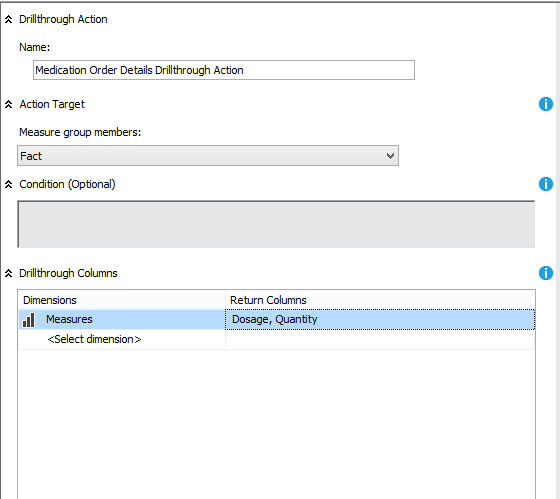 Drillthrough Action
Name:
Medication Order Details Drillthrough Action
Action Target
Measure group members:
Fact
Condition (Optional)
Drillthrough Columns
Dimensions Return Columns
Measures Dosage, Quantity
<Select dimension>